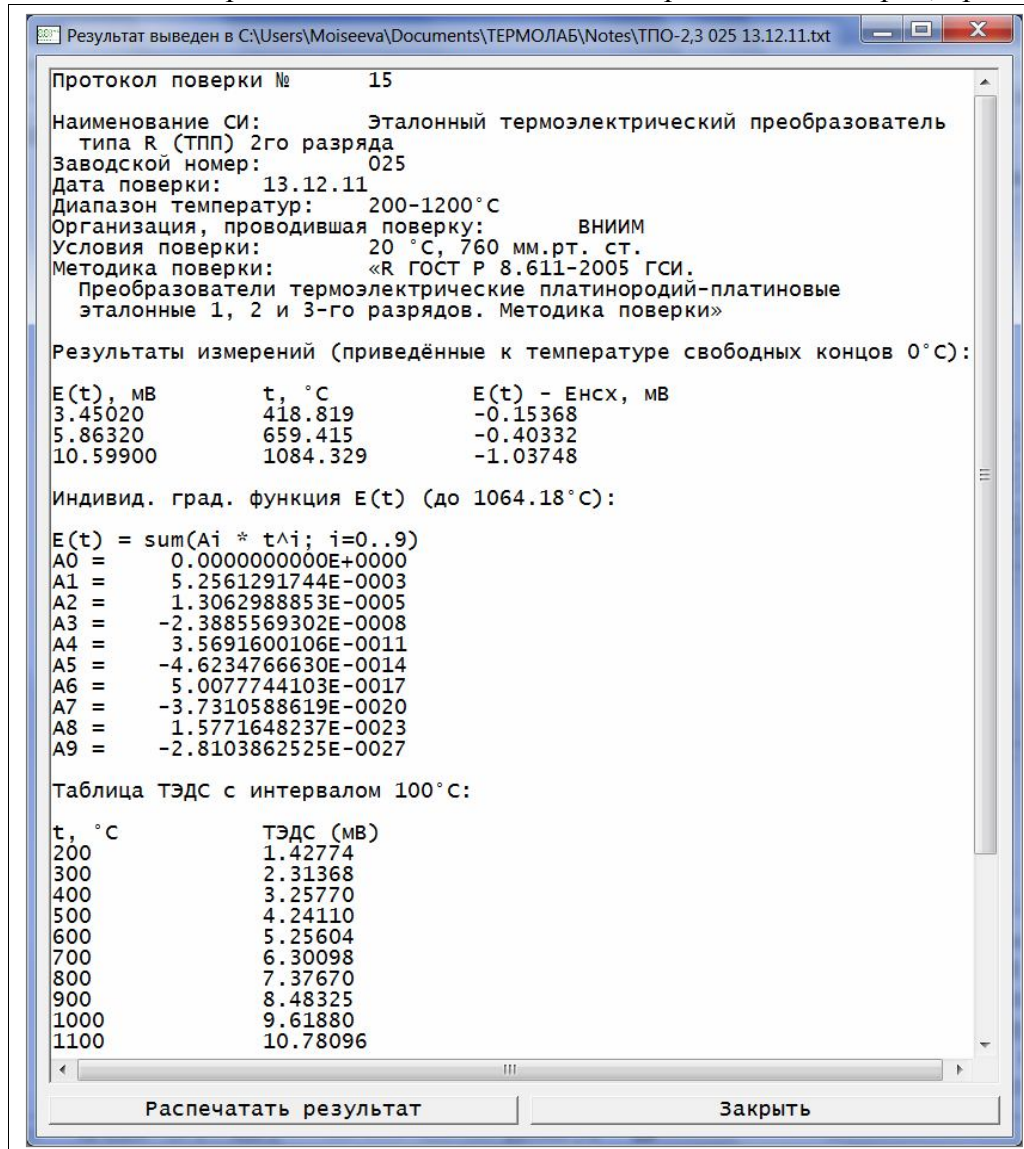 Результат выведен в C:\Users\Moiseeva\Documents\ТЕРМОЛАБ\Notes\ТПО-2,3 025 13.12.11.txt
Протокол поверки № 15
Наименование СИ: Эталонный термоэлектрический преобразователь
типа R (ТПП) 2го разряда
Заводской номер: 025
Дата поверки: 13.12.11
Диапазон температур: 200-1200°C
Организация, проводившая поверку: ВНИИМ
Условия поверки: 20 °C, 760 мм.рт. ст.
Методика поверки: «R ГОСТ Р 8.611-2005 ГСИ.
Преобразователи термоэлектрические платинородий-платиновые
эталонные 1, 2 и 3-го разрядов. Методика поверки»
Результаты измерений (приведённые к температуре свободных концов 0°C):
E(t), мВ t, °C E(t) - Eнсх, мВ
3.45020 418.819 -0.15368
5.86320 659.415 -0.40332
10.59900 1084.329 -1.03748
Индивид. град. функция E(t) (до 1064.18°C):
E(t) = sum(Ai * t^i; i=0..9)
A0 = 0.0000000000E+0000
A1 = 5.2561291744E-0003
A2 = 1.3062988853E-0005
A3 = -2.3885569302E-0008
A4 = 3.5691600106E-0011
A5 = -4.6234766630E-0014
A6 = 5.0077744103E-0017
A7 = -3.7310588619E-0020
A8 = 1.5771648237E-0023
A9 = -2.8103862525E-0027
Таблица ТЭДС с интервалом 100°C:
t, °C ТЭДС (мВ)
200 1.42774
300 2.31368
400 3.25770
500 4.24110
600 5.25604
700 6.30098
800 7.37670
900 8.48325
1000 9.61880
1100 10.78096
Распечатать результат Закрыть